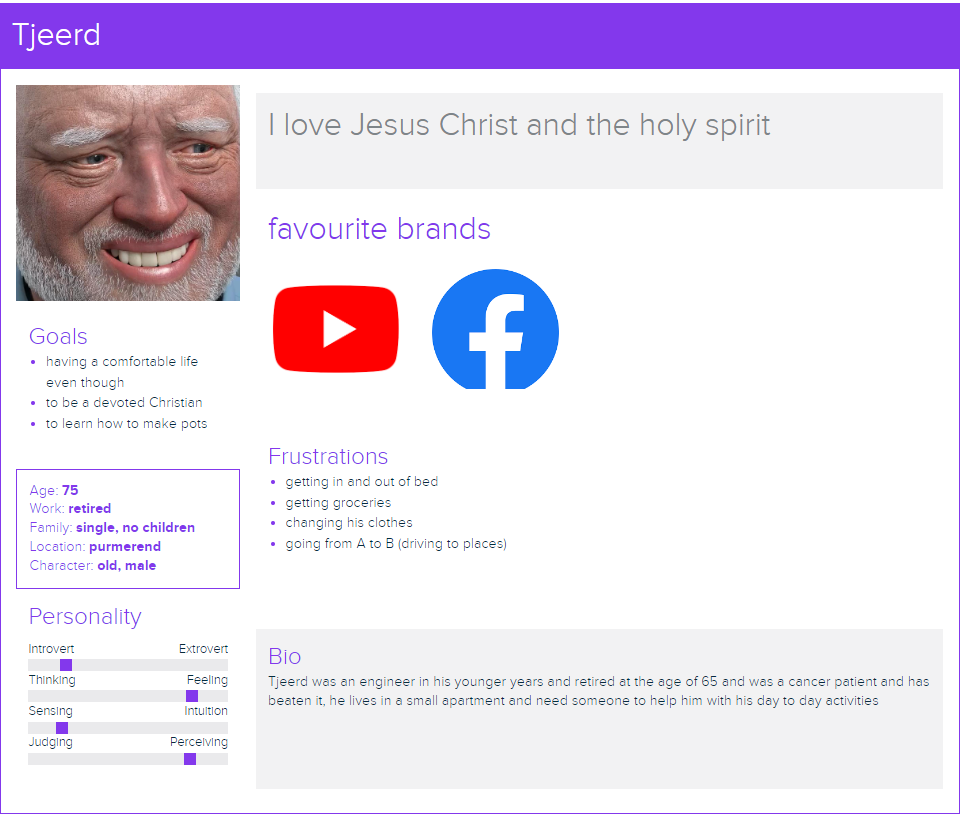 Tjeerd
I love Jesus Christ and the holy spirit
favourite brands
Goals
having a comfortable life
even though
to be a devoted Christian
to learn how to make pots
Frustrations
getting in and out of bed
getting groceries
changing his clothes
going from A to B (driving to places)
Age: 75
Work: retired
Family: single, no children
Location: purmerend
Character: old, male
Personality
Introvert Extrovert
Thinking Feeling
Sensing Intuition
Judging Perceiving
Bio
Tjeerd was an engineer in his younger years and retired at the age of 65 and was a cancer patient and has
beaten it, he lives in a small apartment and need someone to help him with his day to day activities